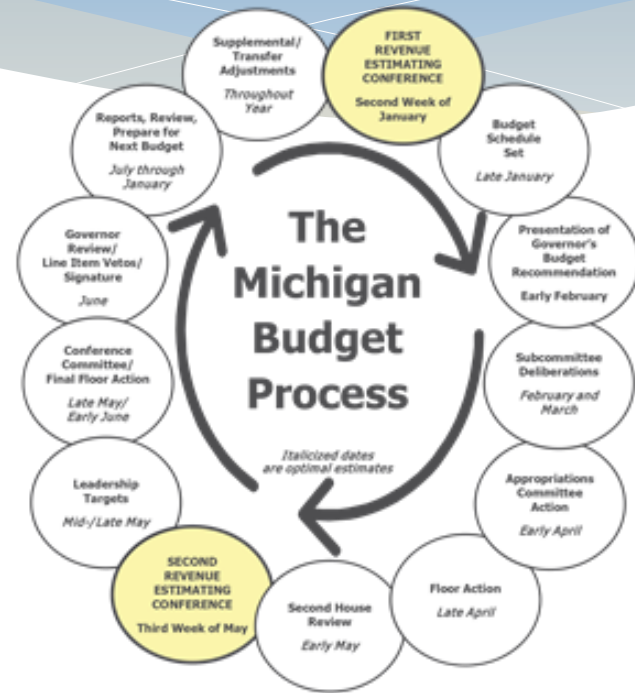 The
Michigan
Budget
Process
Italicized dates
are optimal estimates
FIRST
REVENUE
ESTIMATING
CONFERENCE
Second Week of
January
Budget
Schedule
Set
Late January
Presentation of
Governor's
Budget
Recommendation
Early February
Subcommittee
Deliberations
February and
March
Appropriations
Committee
Action
Early April
Floor Action
Late April
Second House
Review
Early May
SECOND
REVENUE
ESTIMATING
CONFERENCE
Third Week of May
Leadership
Targets
Mid-/Late May
Conference
Committee/
Final Floor Action
Late May/
Early June
Governor
Review/
Line Item Vetos/
Signature
June
Reports, Review,
Prepare for
Next Budget
July through
January
Supplemental/
Transfer
Adjustments
Throughout
Year